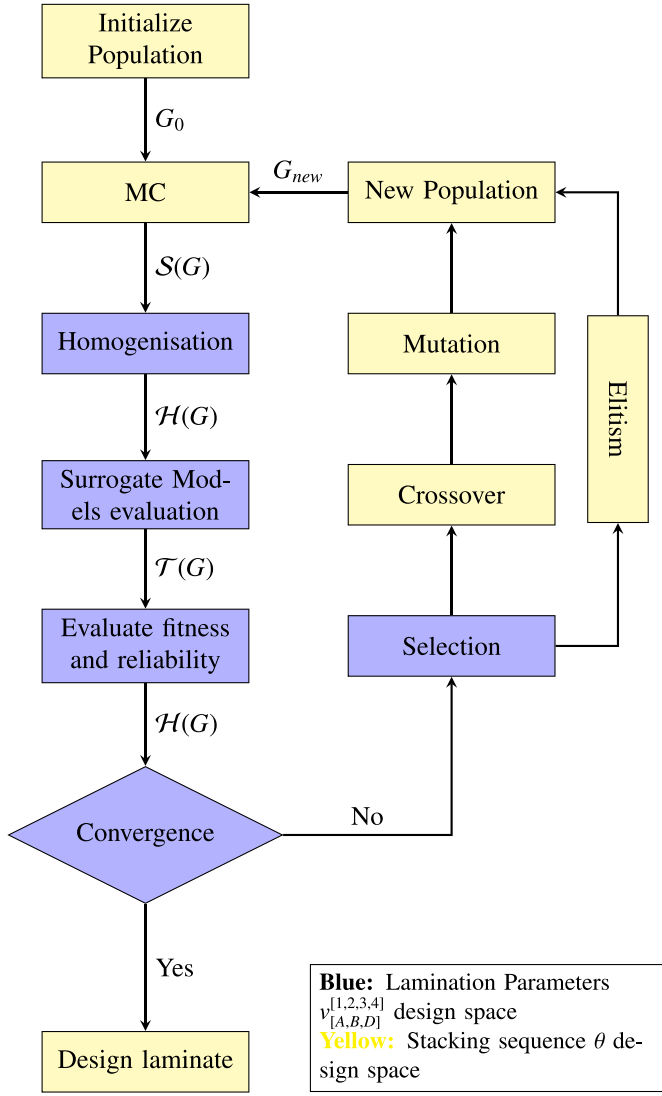 Initialize
Population
G₀
MC
G_new
New Population
S(G)
Homogenisation
Mutation
Elitism
H(G)
Surrogate Mod-
els evaluation
Crossover
T(G)
Evaluate fitness
and reliability
Selection
H(G)
Convergence
No
Yes
Design laminate
Blue: Lamination Parameters
v_{[A,B,D]}^{[1,2,3,4]} design space
Yellow: Stacking sequence θ de-
sign space